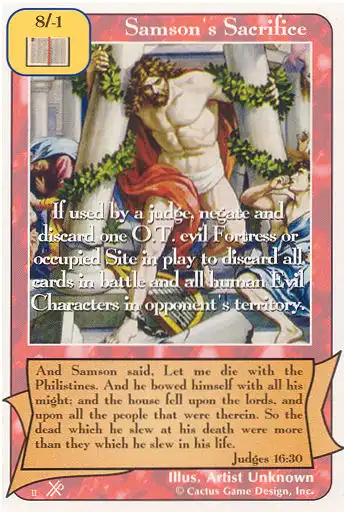 8/-1
Samson's Sacrifice
If used by a judge, negate and
discard one O.T. evil Fortress or
occupied Site in play to discard all
cards in battle and all human Evil
Characters in opponent's territory.
And Samson said, Let me die with the
Philistines. And he bowed himself with all his
might; and the house fell upon the lords, and
upon all the people that were therein. So the
dead which he slew at his death were more
than they which he slew in his life.
Judges 16:30
Illus. Artist Unknown
© Cactus Game Design, Inc.
II